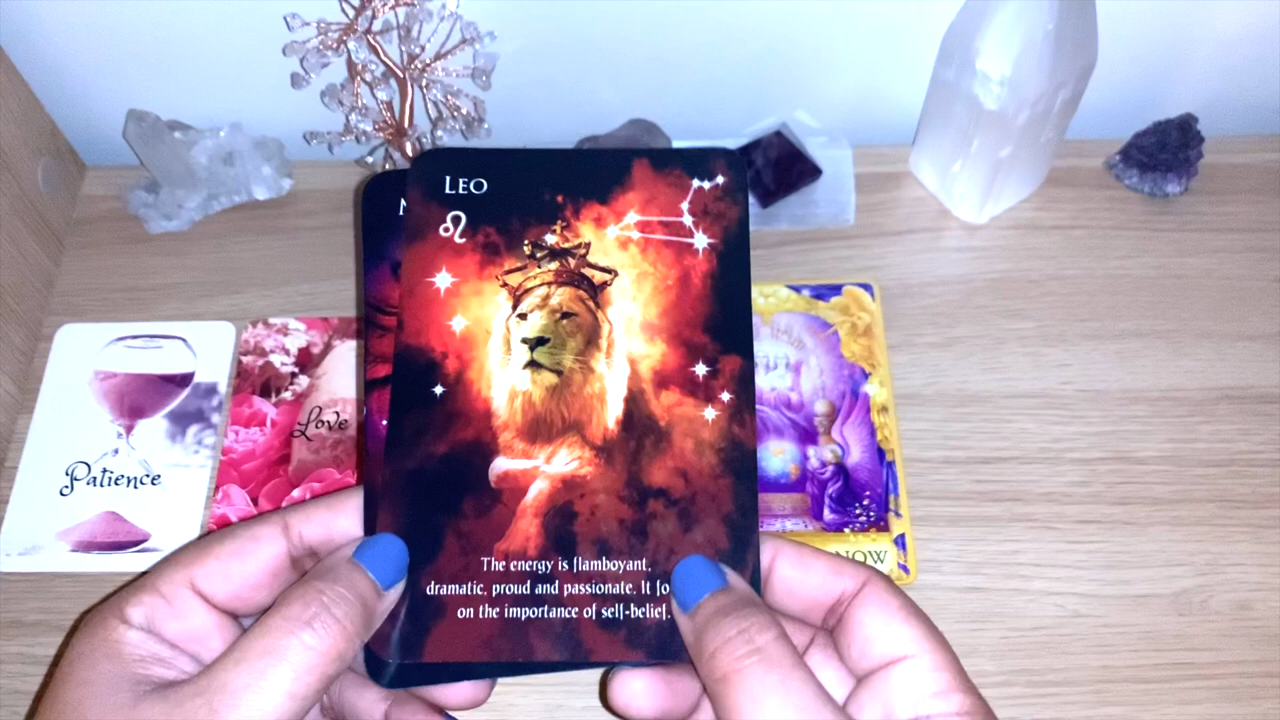 LEO
♌
The energy is flamboyant,
dramatic, proud and passionate. It
on the importance of self-belief.
Patience
Love
NOW